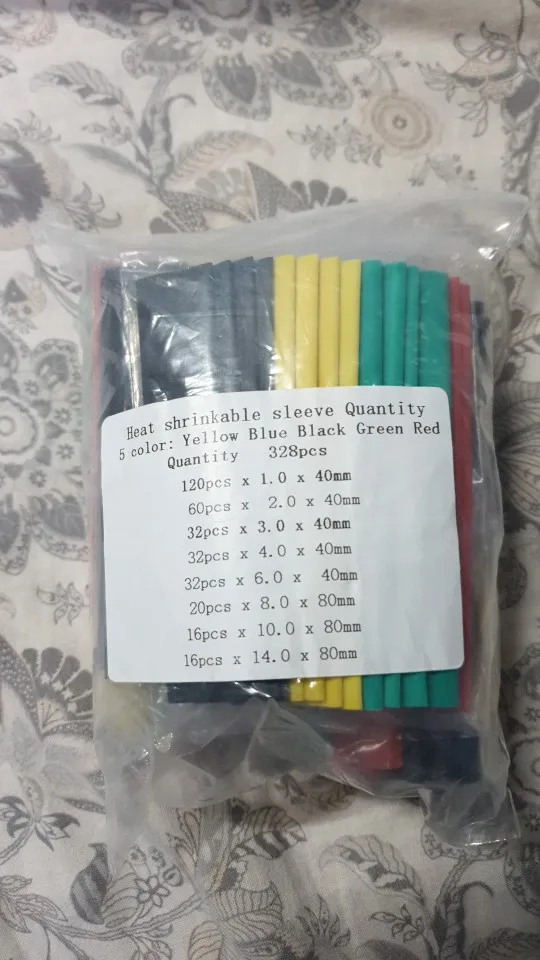 Heat shrinkable sleeve Quantity
5 color: Yellow Blue Black Green Red
Quantity 328pcs
120pcs x 1.0 x 40mm
60pcs x 2.0 x 40mm
32pcs x 3.0 x 40mm
32pcs x 4.0 x 40mm
32pcs x 6.0 x 40mm
20pcs x 8.0 x 80mm
16pcs x 10.0 x 80mm
16pcs x 14.0 x 80mm